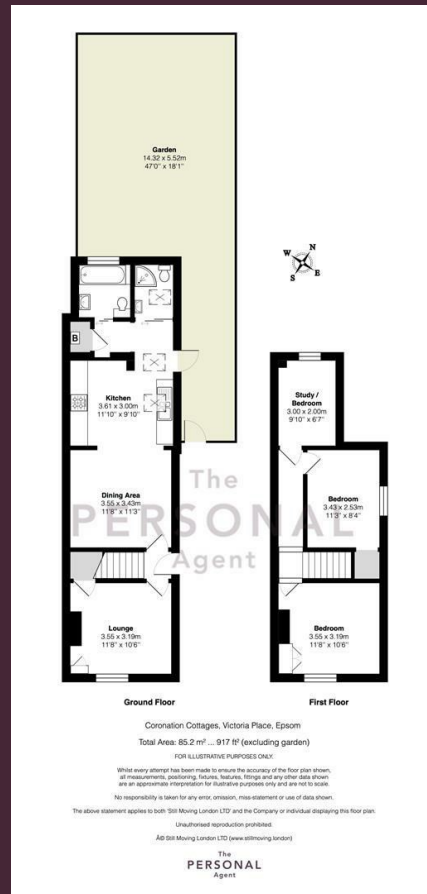 Garden
14.32 x 5.52m
47'0" x 18'1"
N
W
E
S
B
Kitchen
3.61 x 3.00m
11'10" x 9'10"
Study /
Bedroom
3.00 x 2.00m
9'10" x 6'7"
Dining Area
3.55 x 3.43m
11'8" x 11'3"
Bedroom
3.43 x 2.53m
11'3" x 8'4"
The
PERSONAL
Agent
Lounge
3.55 x 3.19m
11'8" x 10'6"
Bedroom
3.55 x 3.19m
11'8" x 10'6"
Ground Floor
First Floor
Coronation Cottages, Victoria Place, Epsom
Total Area: 85.2 m² ... 917 ft² (excluding garden)
FOR ILLUSTRATIVE PURPOSES ONLY.
Whilst every attempt has been made to ensure the accuracy of the floor plan shown,
all measurements, positioning, fixtures, features, fittings and any other data shown
are an approximate interpretation for illustrative purposes only and are not to scale.
No responsibility is taken for any error, omission, miss-statement or use of data shown.
The above statement applies to both 'Still Moving London LTD' and the Company or individual displaying this floor plan.
Unauthorised reproduction prohibited.
Â© Still Moving London LTD (www.stillmoving.london)
The
PERSONAL
Agent